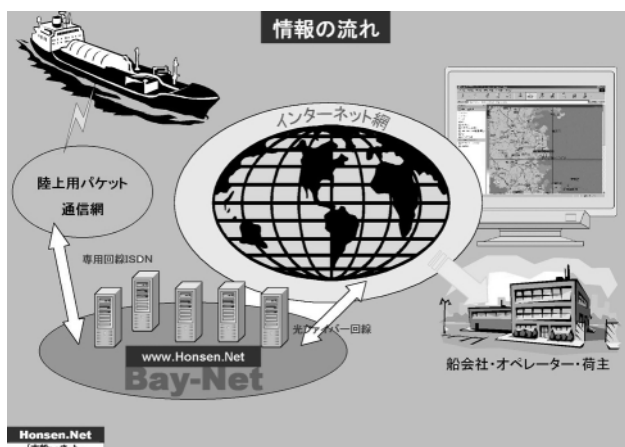 情報の流れ
インターネット網
陸上用パケット
通信網
専用回線ISDN
光ファイバー回線
www.Honsen.Net
Bay-Net
船会社・オペレーター・荷主
Honsen.Net